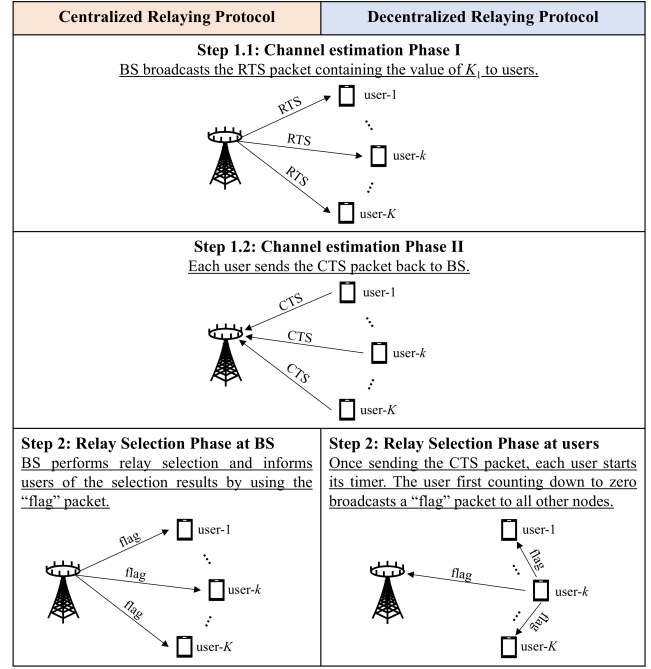 Centralized Relaying Protocol
Decentralized Relaying Protocol
Step 1.1: Channel estimation Phase I
BS broadcasts the RTS packet containing the value of K₁ to users.
RTS
user-1
RTS
user-k
RTS
user-K
Step 1.2: Channel estimation Phase II
Each user sends the CTS packet back to BS.
CTS
user-1
CTS
user-k
CTS
user-K
Step 2: Relay Selection Phase at BS
BS performs relay selection and informs
users of the selection results by using the
“flag” packet.
flag
user-1
flag
user-k
flag
user-K
Step 2: Relay Selection Phase at users
Once sending the CTS packet, each user starts
its timer. The user first counting down to zero
broadcasts a “flag” packet to all other nodes.
user-1
flag
flag
user-k
flag
user-K